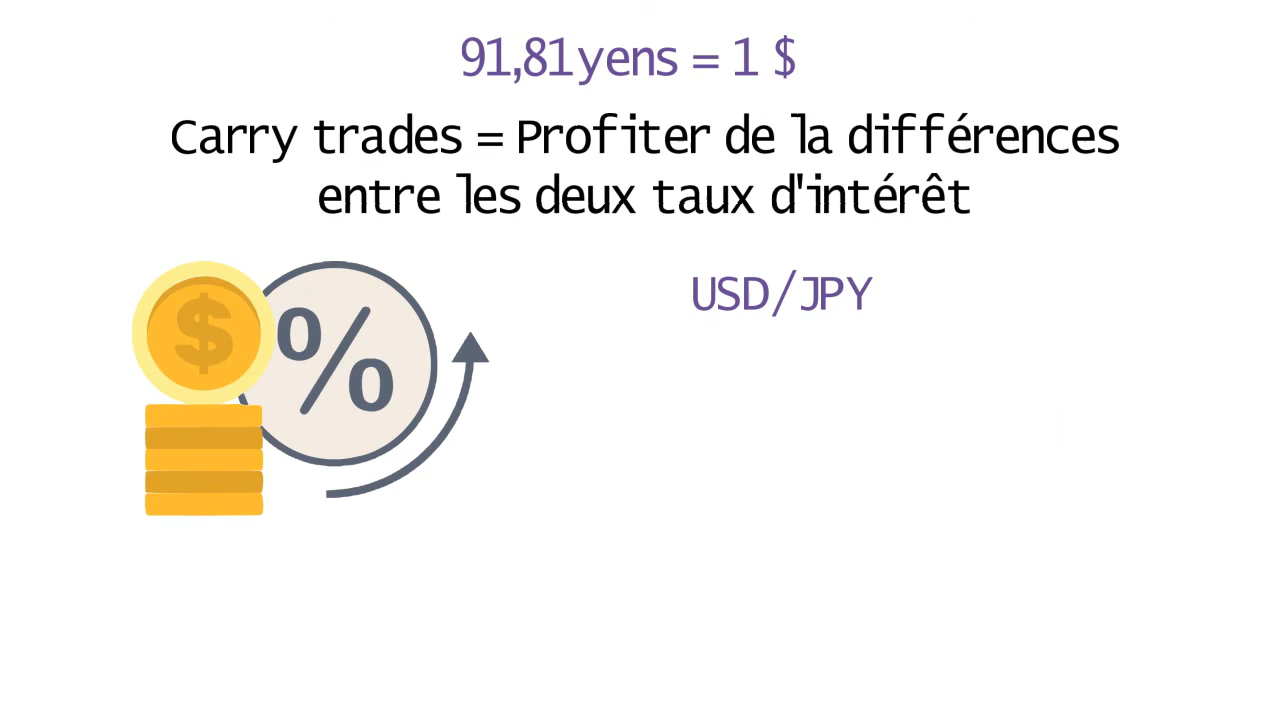 91,81yens = 1 $
Carry trades = Profiter de la différences
entre les deux taux d'intérêt
$
%
USD/JPY